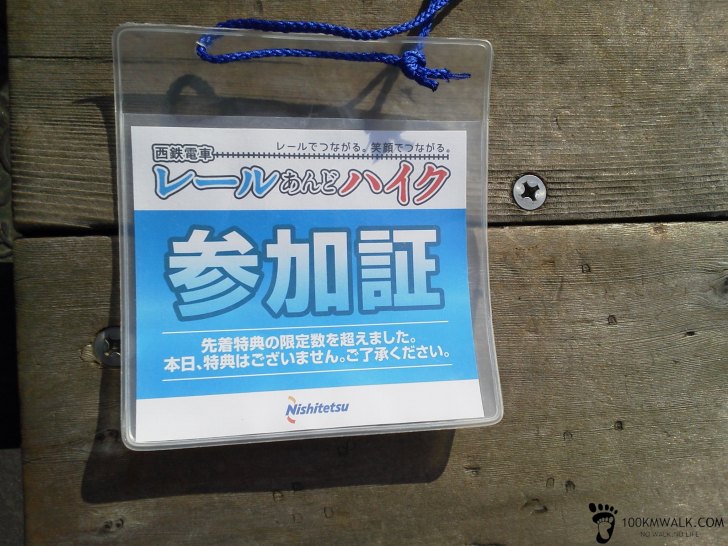 西鉄電車
レールでつながる。笑顔でつながる。
レールあんどハイク
参加証
先着特典の限定数を超えました。
本日、特典はございません。ご了承ください。
Nishitetsu
100KMWALK.COM
NO WALK, NO LIFE